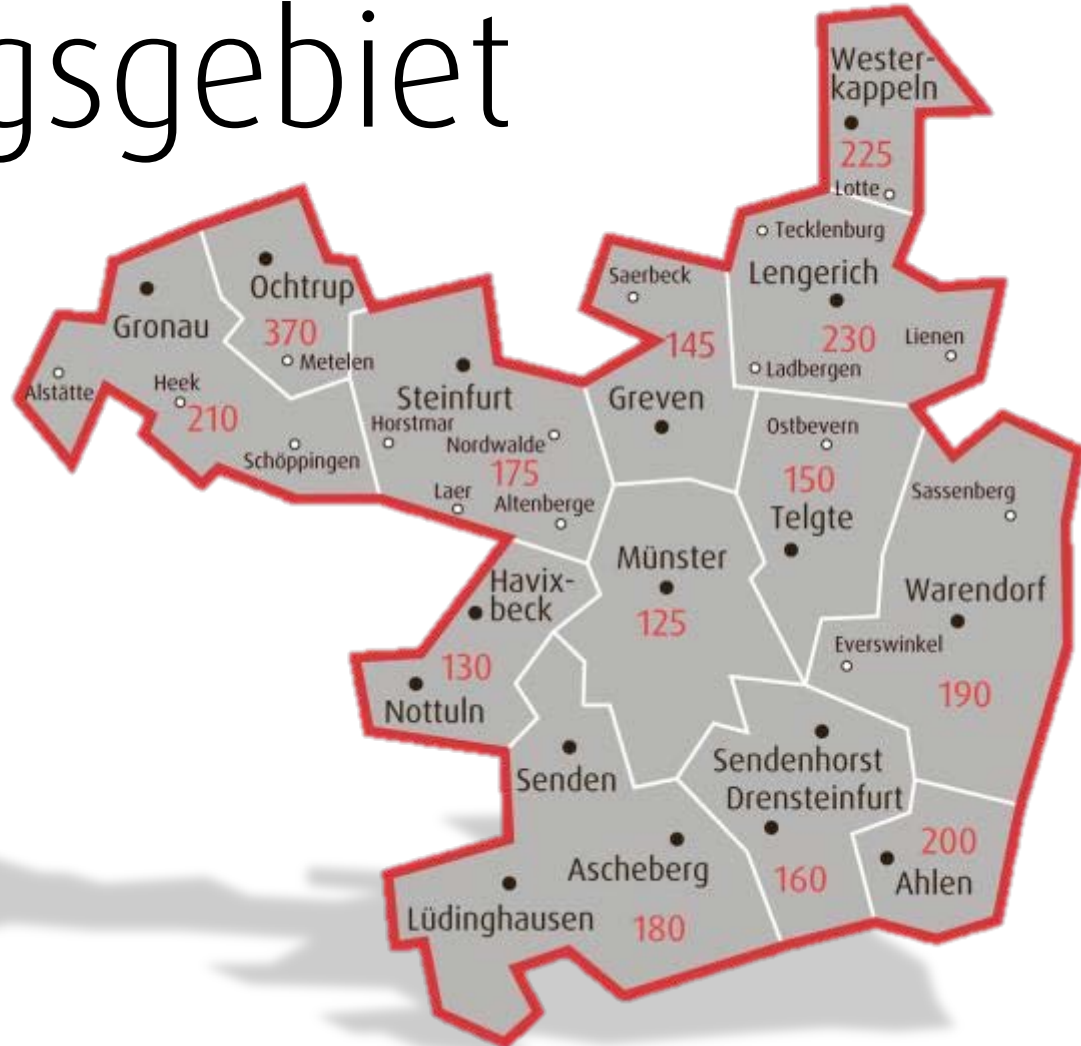 gsgebiet
Wester-
kappeln
225
Lotte
Tecklenburg
Lengerich
230
Lienen
Ladbergen
Saerbeck
145
Greven
Ochtrup
370
Metelen
Gronau
Alstätte
Heek
210
Schöppingen
Steinfurt
Horstmar
Nordwalde
175
Laer
Altenberge
Ostbevern
150
Telgte
Sassenberg
Warendorf
Everswinkel
190
Münster
125
Havix-
beck
130
Nottuln
Senden
Ascheberg
Lüdinghausen
180
Sendenhorst
Drensteinfurt
160
200
Ahlen